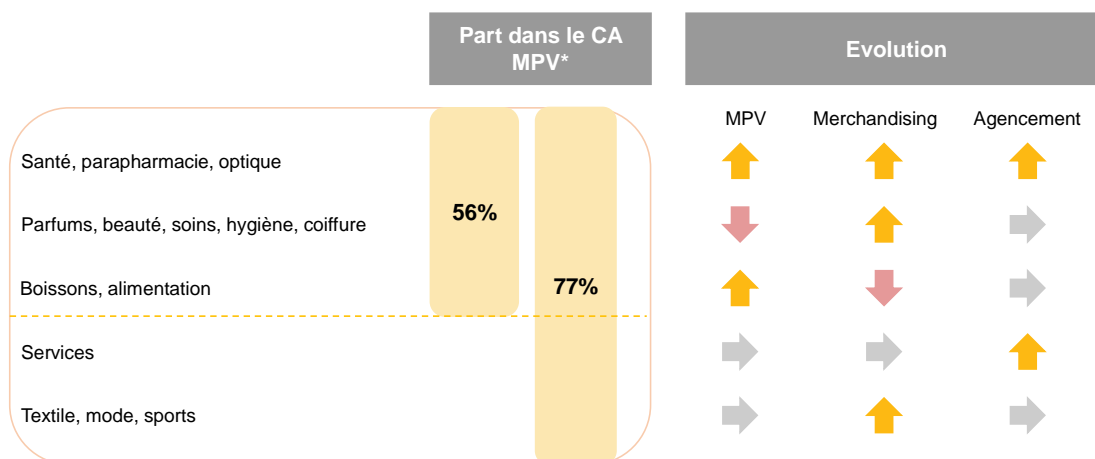 Part dans le CA
MPV*
Evolution
MPV Merchandising Agencement
Santé, parapharmacie, optique
Parfums, beauté, soins, hygiène, coiffure
56%
Boissons, alimentation
77%
Services
Textile, mode, sports